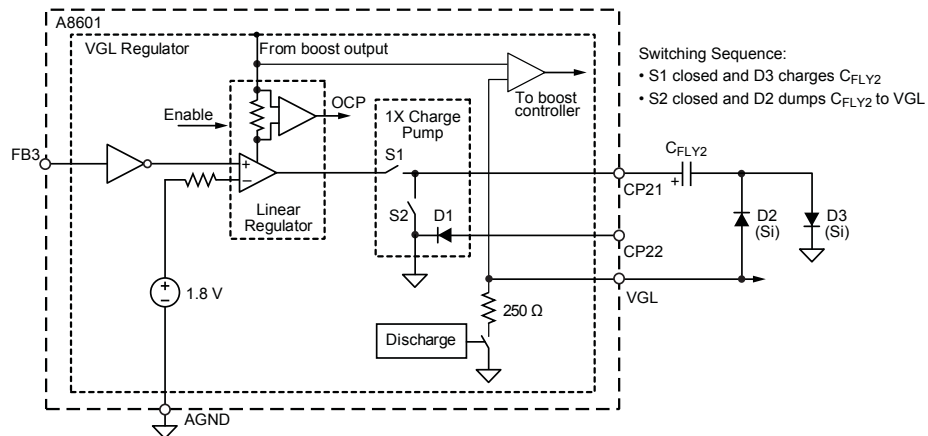 A8601
VGL Regulator
From boost output
Switching Sequence:
• S1 closed and D3 charges CFLY2
• S2 closed and D2 dumps CFLY2 to VGL
Enable
OCP
To boost
controller
1X Charge
Pump
FB3
S1
CFLY2
+
−
+
CP21
Linear
Regulator
S2
D1
D2
(Si)
D3
(Si)
CP22
VGL
+
−
1.8 V
250 Ω
Discharge
AGND